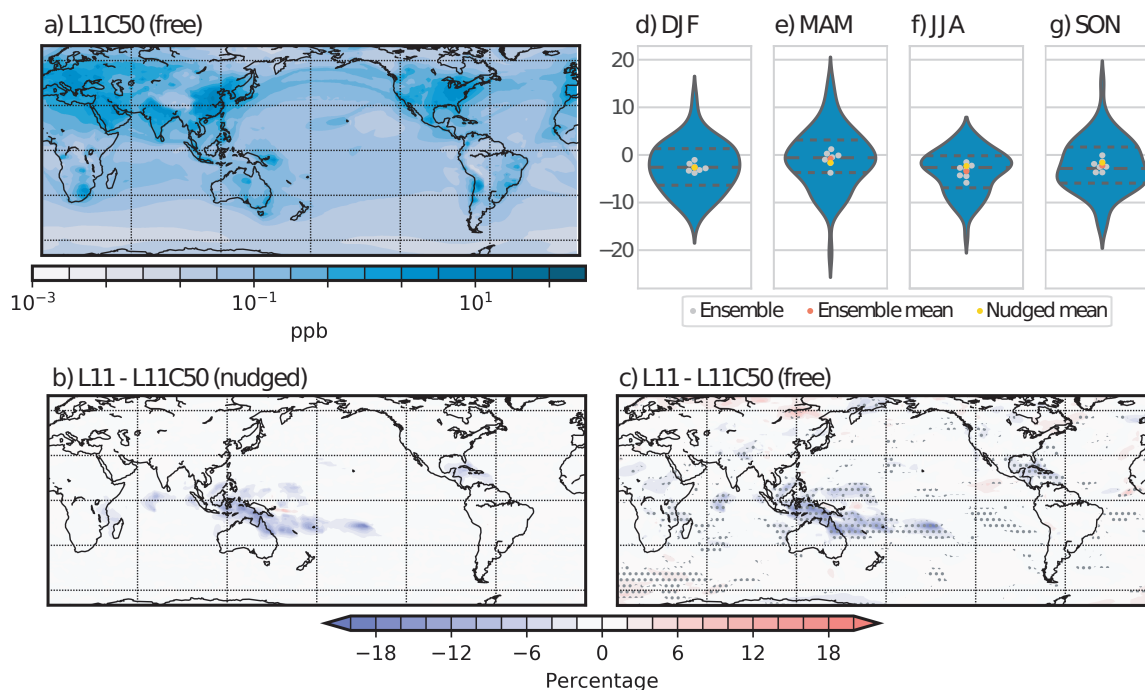 a) L11C50 (free)
10⁻³ 10⁻¹ 10¹
ppb
d) DJF e) MAM f) JJA g) SON
20
10
0
−10
−20
Ensemble Ensemble mean Nudged mean
b) L11 - L11C50 (nudged)
c) L11 - L11C50 (free)
−18 −12 −6 0 6 12 18
Percentage